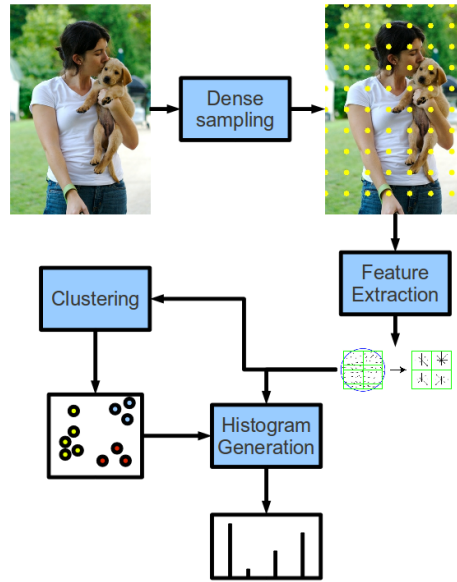 Dense
sampling
Feature
Extraction
Clustering
Histogram
Generation